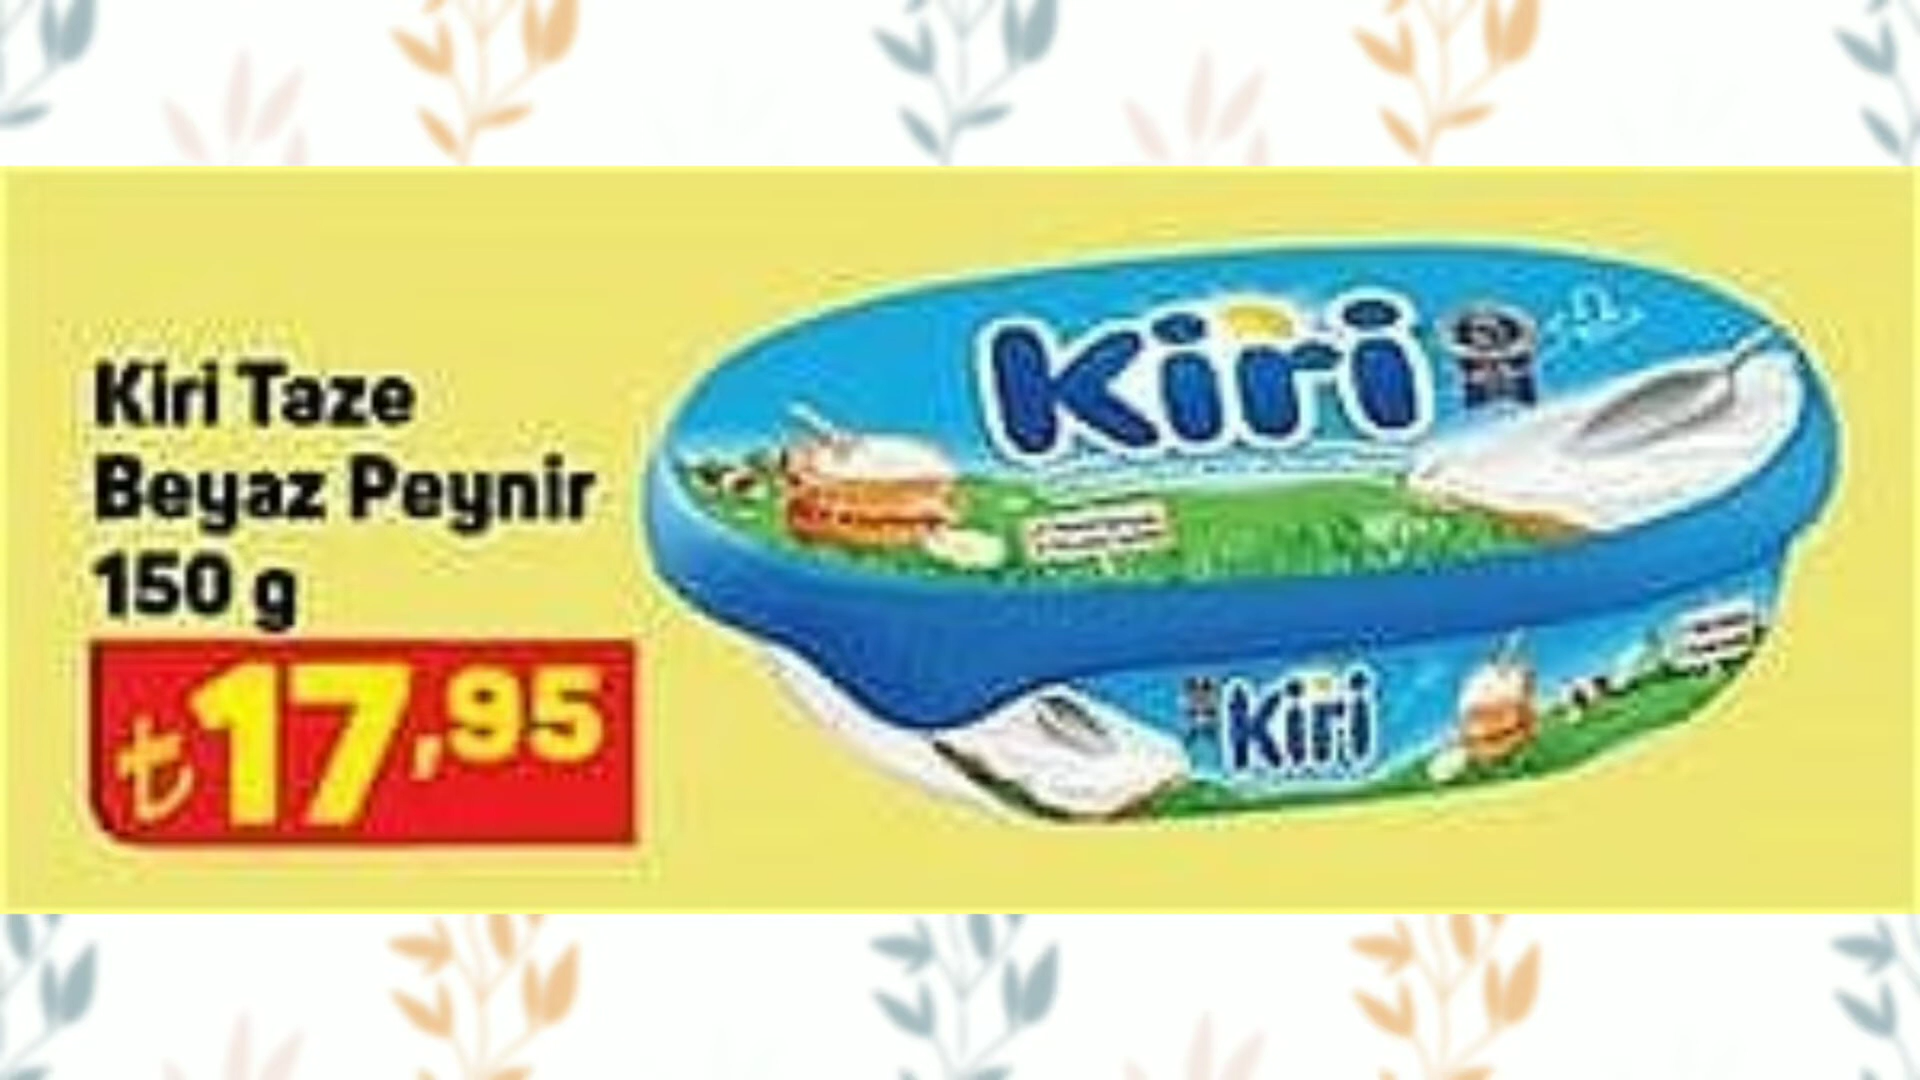 Kiri Taze
Beyaz Peynir
150 g
₺17,95
Kiri
Kiri